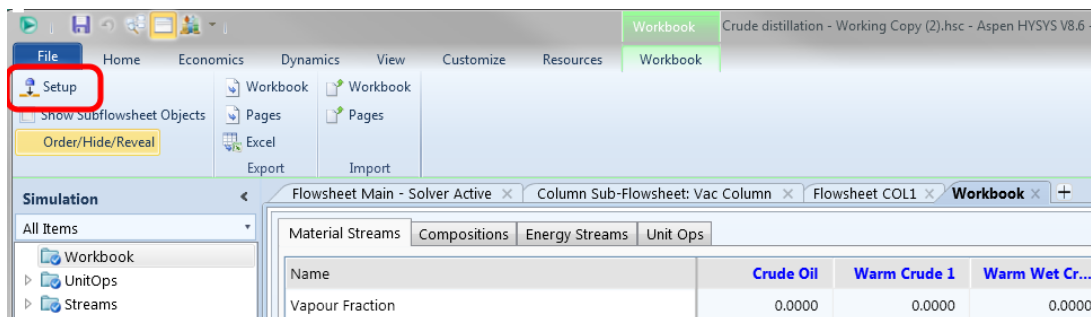 Workbook Crude distillation - Working Copy (2).hsc - Aspen HYSYS V8.6 -
File Home Economics Dynamics View Customize Resources Workbook
Setup Workbook Workbook
Show Subflowsheet Objects Pages Pages
Order/Hide/Reveal Excel
Export Import
Simulation < Flowsheet Main - Solver Active × Column Sub-Flowsheet: Vac Column × Flowsheet COL1 × Workbook × +
All Items Material Streams Compositions Energy Streams Unit Ops
Workbook
UnitOps Name Crude Oil Warm Crude 1 Warm Wet Cr...
Streams Vapour Fraction 0.0000 0.0000 0.0000